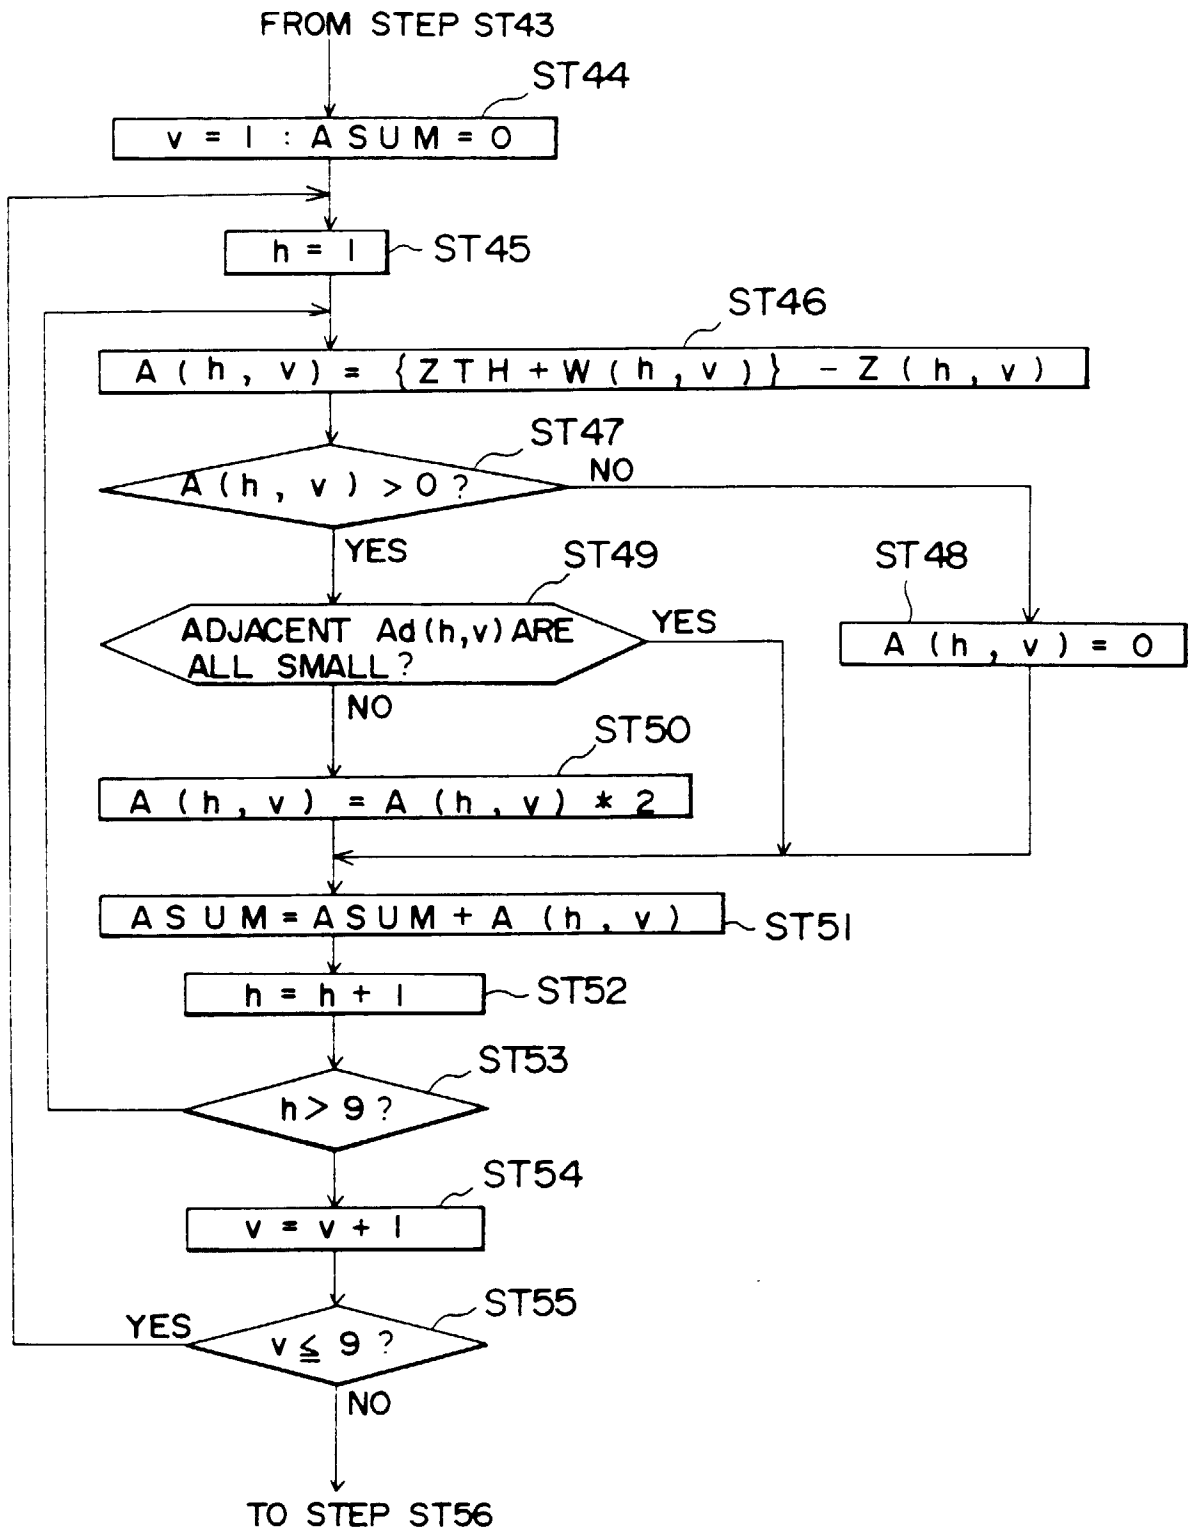 FROM STEP ST43
ST44
v = 1 : ASUM = 0
h = 1
ST45
ST46
A (h, v) = {ZTH + W (h, v)} - Z (h, v)
ST47
A (h, v) > 0 ?
NO
YES
ST49
ST48
ADJACENT Ad(h,v) ARE
ALL SMALL ?
YES
A (h, v) = 0
NO
ST50
A (h, v) = A (h, v) * 2
ASUM = ASUM + A (h, v)
ST51
h = h + 1
ST52
ST53
h > 9 ?
ST54
v = v + 1
ST55
YES
v ≦ 9 ?
NO
TO STEP ST56